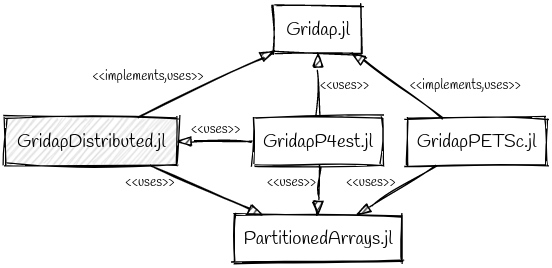 Gridap.jl
<<implements,uses>>
<<uses>>
<<implements,uses>>
GridapDistributed.jl
<<uses>>
GridapP4est.jl
GridapPETSc.jl
<<uses>>
<<uses>>
<<uses>>
PartitionedArrays.jl